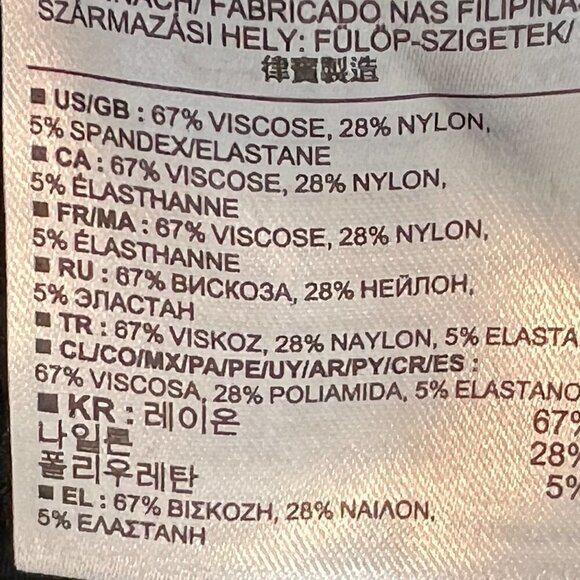 FABRICADO NAS FILIPINA
SZÁRMAZÁSI HELY: FÜLÖP-SZIGETEK/
律賓製造
■ US/GB : 67% VISCOSE, 28% NYLON,
5% SPANDEX/ELASTANE
■ CA : 67% VISCOSE, 28% NYLON,
5% ÉLASTHANNE
■ FR/MA : 67% VISCOSE, 28% NYLON,
5% ÉLASTHANNE
■ RU : 67% ВИСКОЗА, 28% НЕЙЛОН,
5% ЭЛАСТАН
■ TR : 67% VISKOZ, 28% NAYLON, 5% ELASTA
■ CL/CO/MX/PA/PE/UY/AR/PY/CR/ES :
67% VISCOSA, 28% POLIAMIDA, 5% ELASTANO
■ KR : 레이온 67%
나일론 28%
폴리우레탄 5%
■ EL : 67% ΒΙΣΚΟΖΗ, 28% ΝΑΙΛΟΝ,
5% ΕΛΑΣΤΑΝΗ